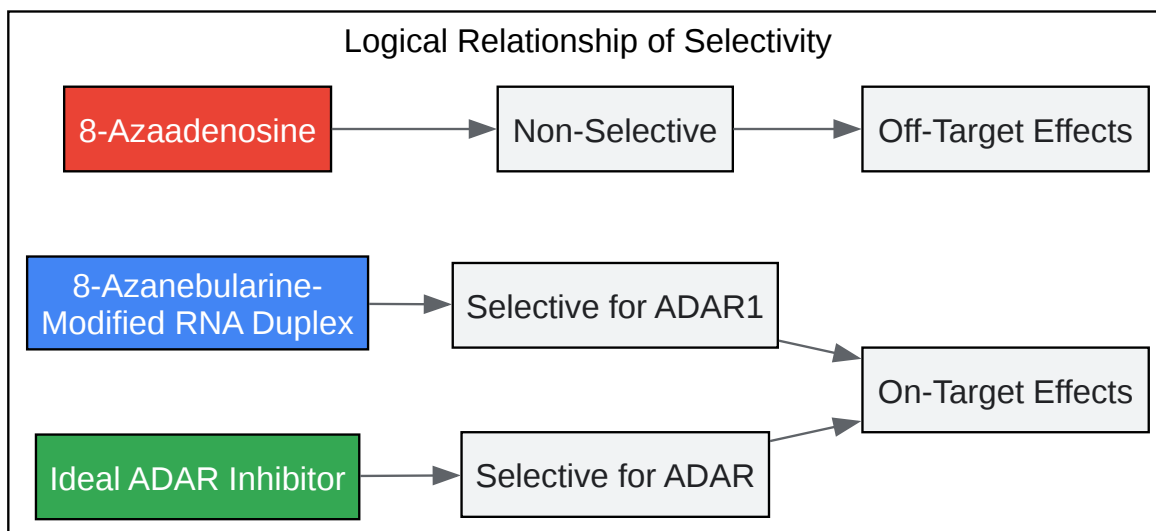 Logical Relationship of Selectivity
8-Azaadenosine
Non-Selective
Off-Target Effects
8-Azanebularine-
Modified RNA Duplex
Selective for ADAR1
On-Target Effects
Ideal ADAR Inhibitor
Selective for ADAR